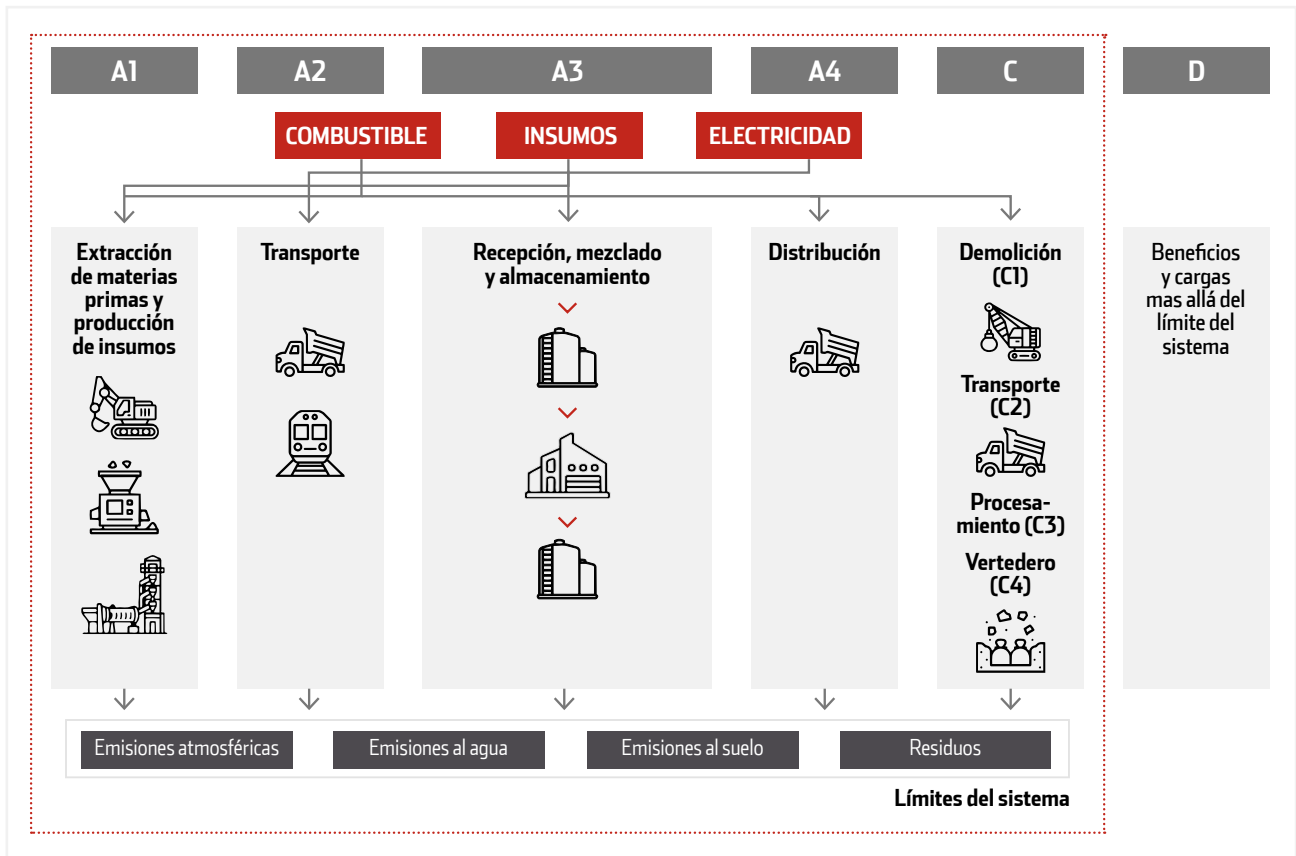 A1
A2
A3
A4
C
D
COMBUSTIBLE
INSUMOS
ELECTRICIDAD
Extracción
de materias
primas y
producción
de insumos
Transporte
Recepción, mezclado
y almacenamiento
Distribución
Demolición
(C1)
Transporte
(C2)
Procesa-
miento (C3)
Vertedero
(C4)
Beneficios
y cargas
mas allá del
límite del
sistema
Emisiones atmosféricas
Emisiones al agua
Emisiones al suelo
Residuos
Límites del sistema